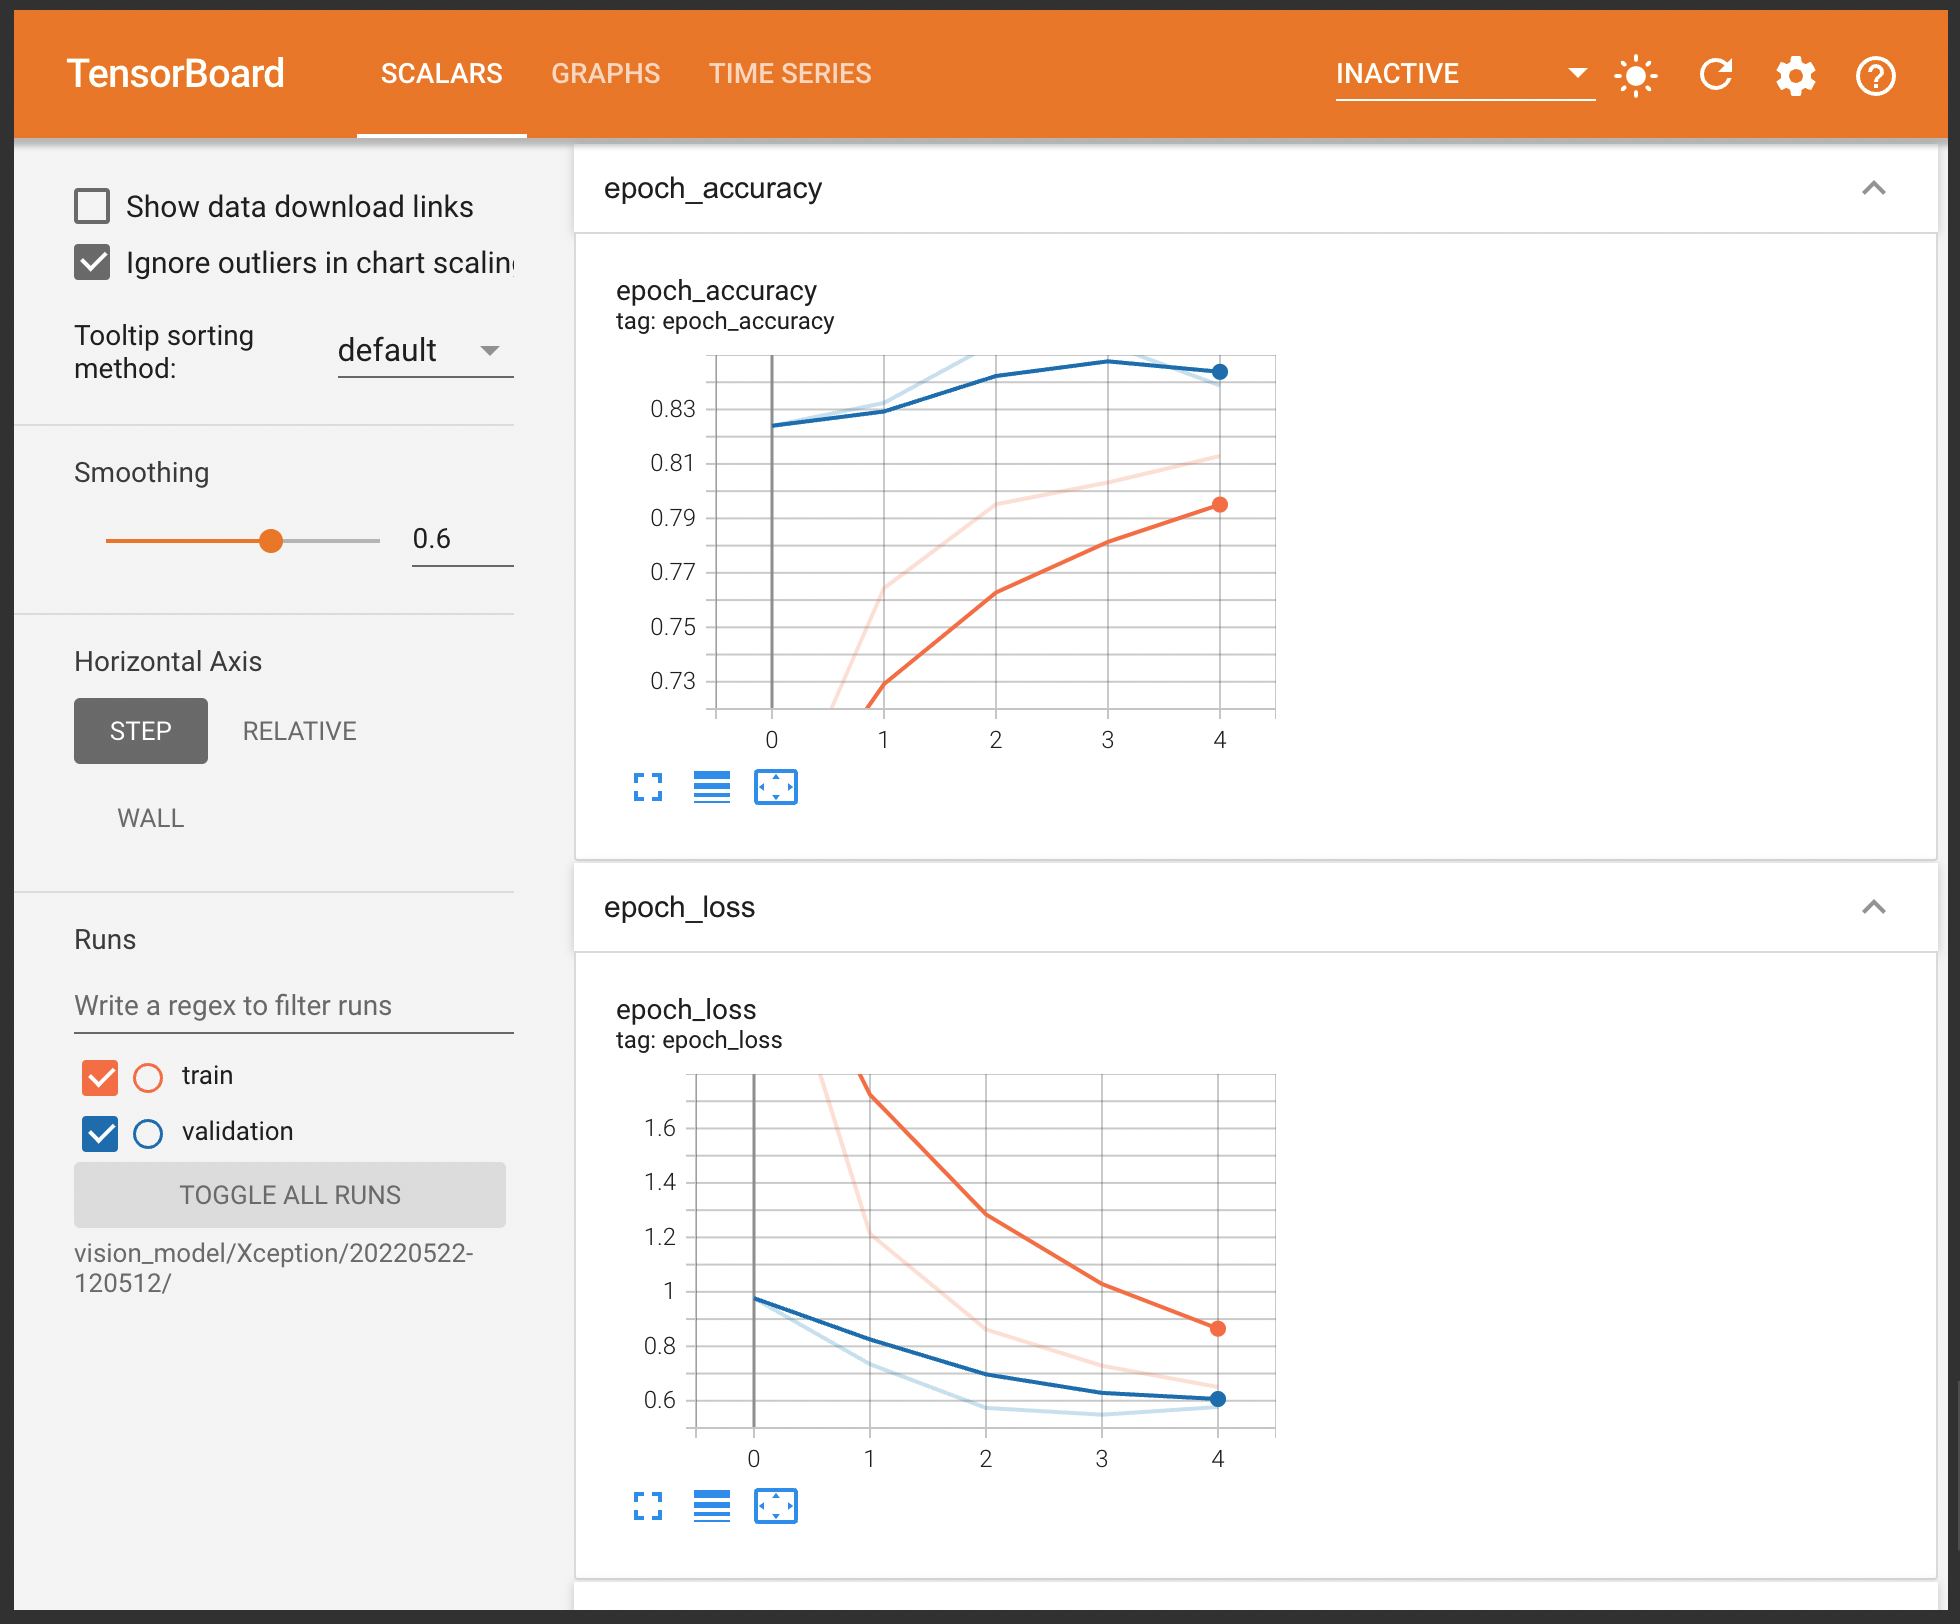 TensorBoard
SCALARS
GRAPHS
TIME SERIES
INACTIVE
Show data download links
Ignore outliers in chart scaling
Tooltip sorting
method:
default
Smoothing
0.6
Horizontal Axis
STEP
RELATIVE
WALL
Runs
Write a regex to filter runs
train
validation
TOGGLE ALL RUNS
vision_model/Xception/20220522-
120512/
epoch_accuracy
epoch_accuracy
tag: epoch_accuracy
0.83
0.81
0.79
0.77
0.75
0.73
0 1 2 3 4
epoch_loss
epoch_loss
tag: epoch_loss
1.6
1.4
1.2
1
0.8
0.6
0 1 2 3 4